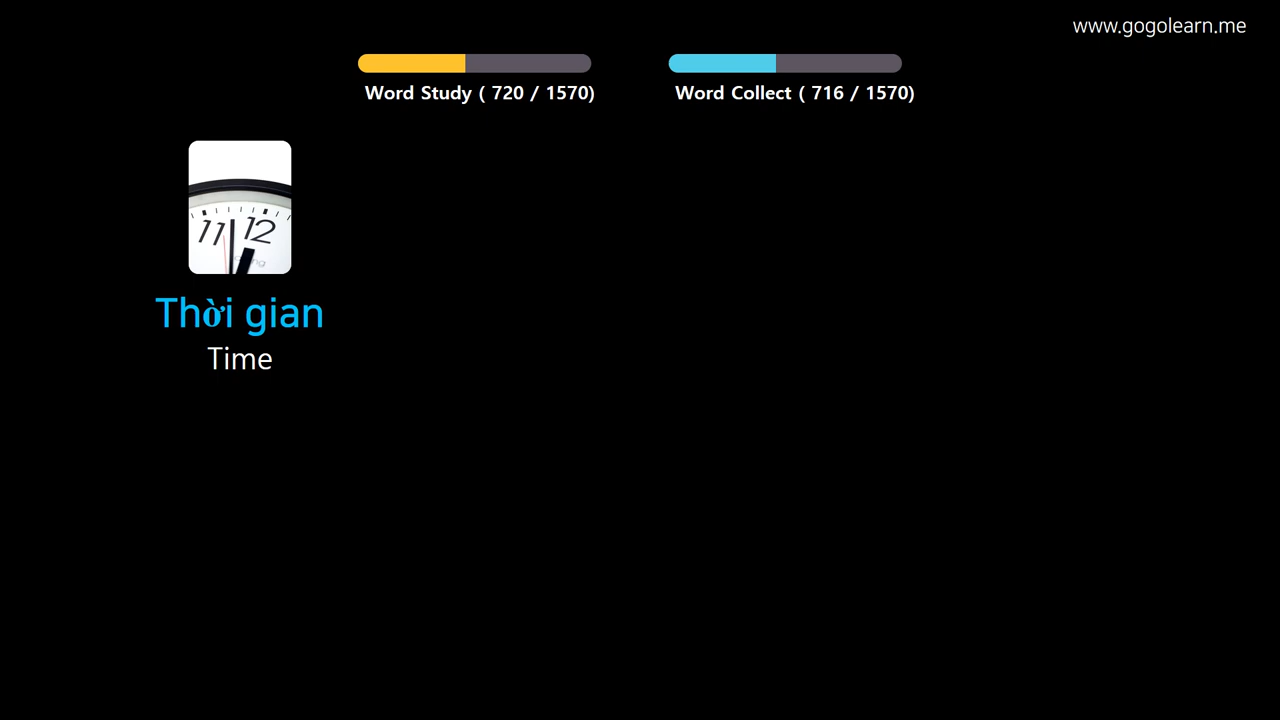 www.gogolearn.me
Word Study ( 720 / 1570)
Word Collect ( 716 / 1570)
11 12
Thời gian
Time